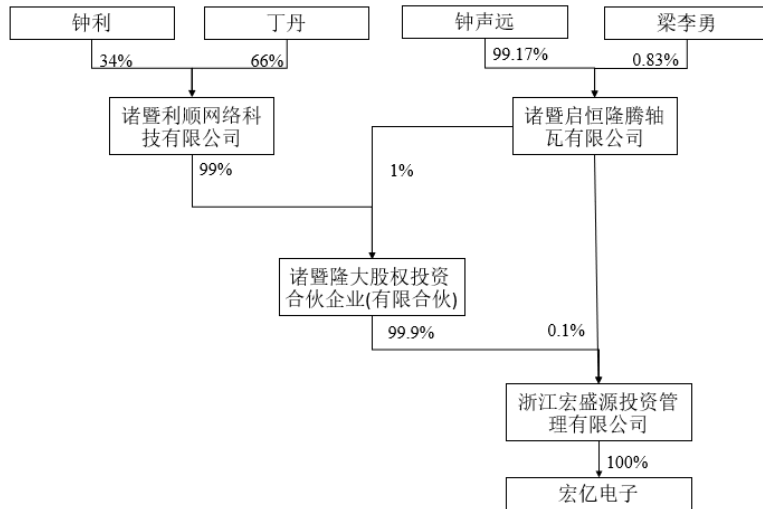 钟利
丁丹
钟声远
梁李勇
34%
66%
99.17%
0.83%
诸暨利顺网络科
技有限公司
诸暨启恒隆腾轴
瓦有限公司
99%
1%
诸暨隆大股权投资
合伙企业(有限合伙)
99.9%
0.1%
浙江宏盛源投资管
理有限公司
100%
宏亿电子